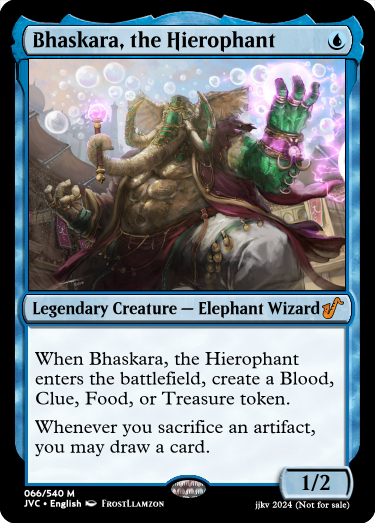 Bhaskara, the Hierophant
Legendary Creature — Elephant Wizard
When Bhaskara, the Hierophant
enters the battlefield, create a Blood,
Clue, Food, or Treasure token.
Whenever you sacrifice an artifact,
you may draw a card.
1/2
066/540 M
JVC • English FrostLlamzon
jjkv 2024 (Not for sale)